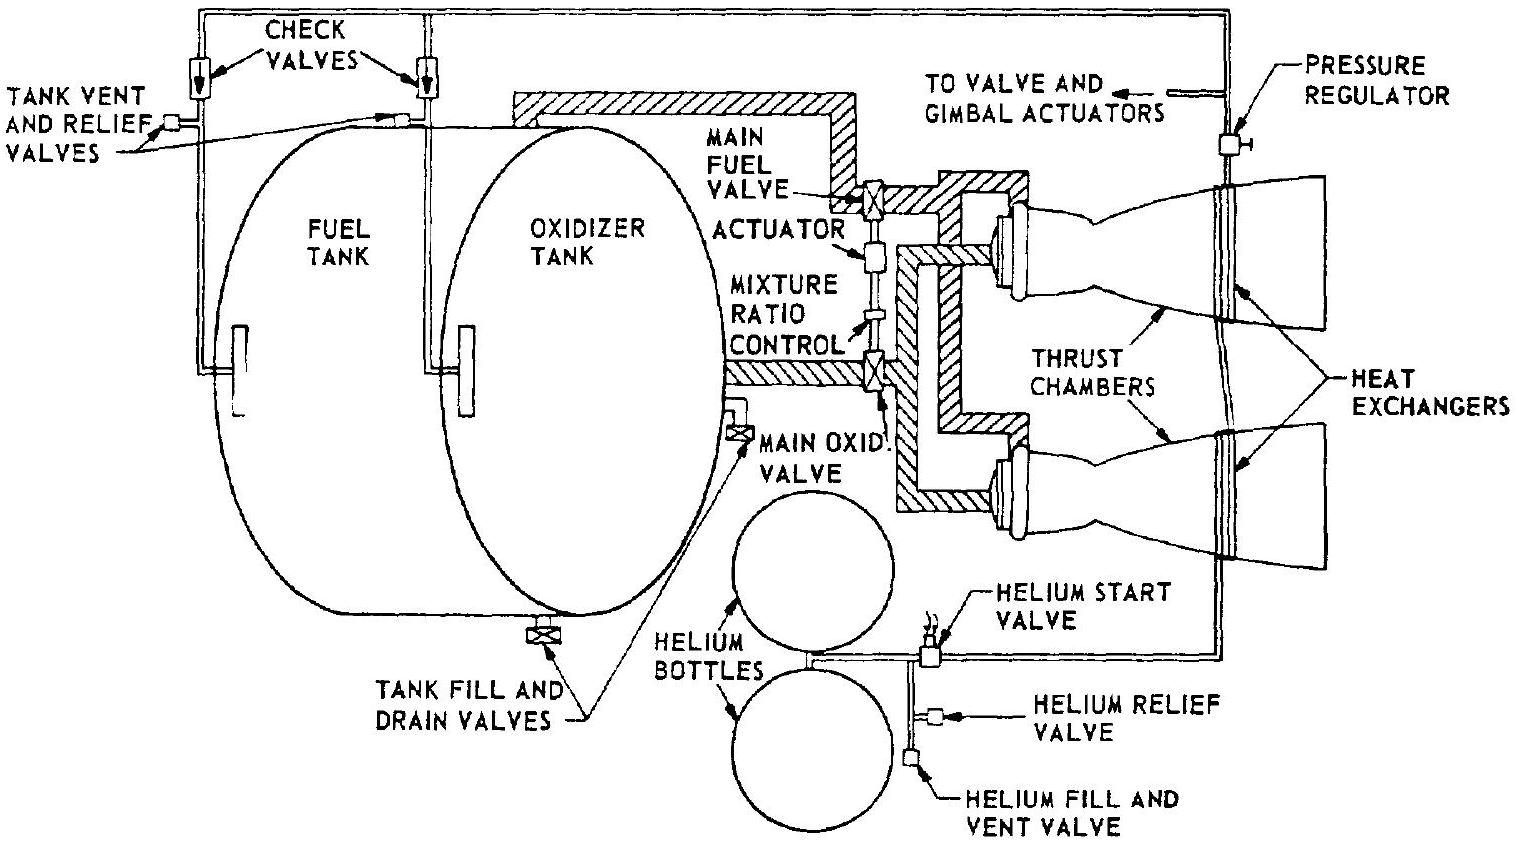 CHECK
VALVES
TANK VENT
AND RELIEF
VALVES
TO VALVE AND
GIMBAL ACTUATORS
PRESSURE
REGULATOR
MAIN
FUEL
VALVE
FUEL
TANK
OXIDIZER
TANK
ACTUATOR
MIXTURE
RATIO
CONTROL
THRUST
CHAMBERS
HEAT
EXCHANGERS
MAIN OXID.
VALVE
HELIUM START
VALVE
HELIUM
BOTTLES
TANK FILL AND
DRAIN VALVES
HELIUM RELIEF
VALVE
HELIUM FILL AND
VENT VALVE